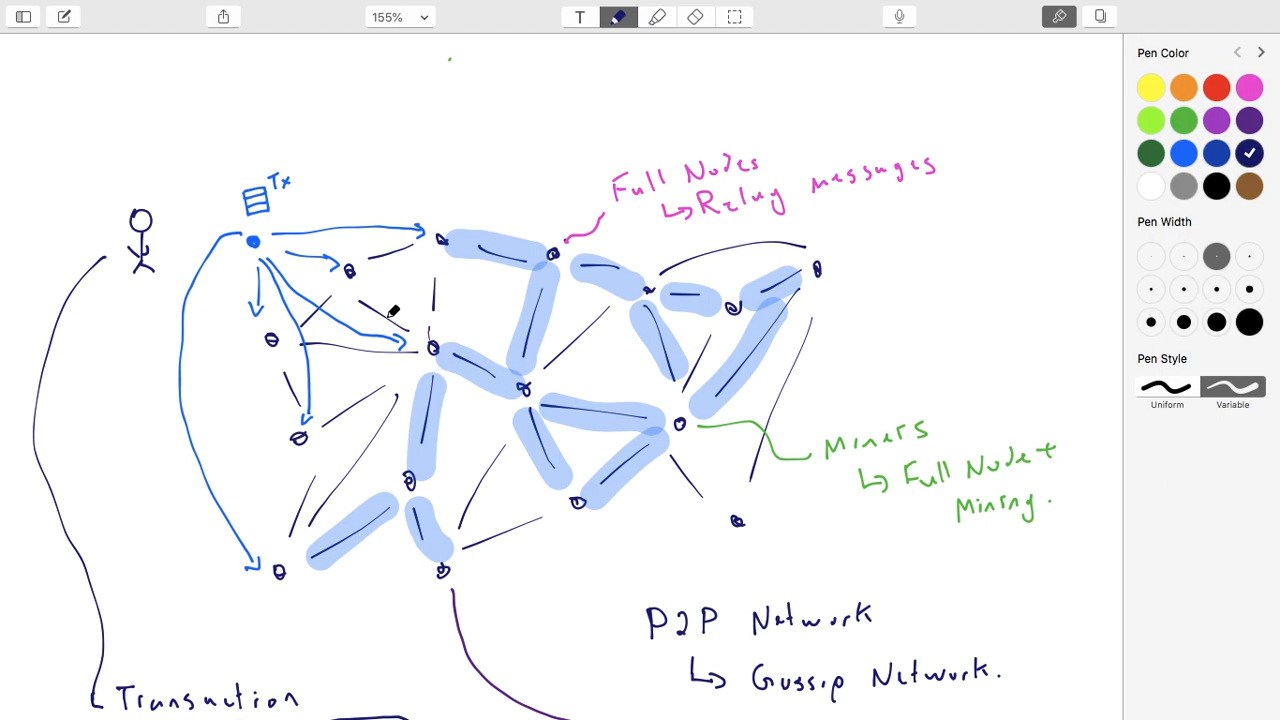 155%
T
Pen Color
Tx
Full Nodes
↳ Relay messages
Pen Width
Pen Style
Uniform
Variable
Miners
↳ Full Node +
Mining.
P2P Network
↳ Gossip Network.
Transaction